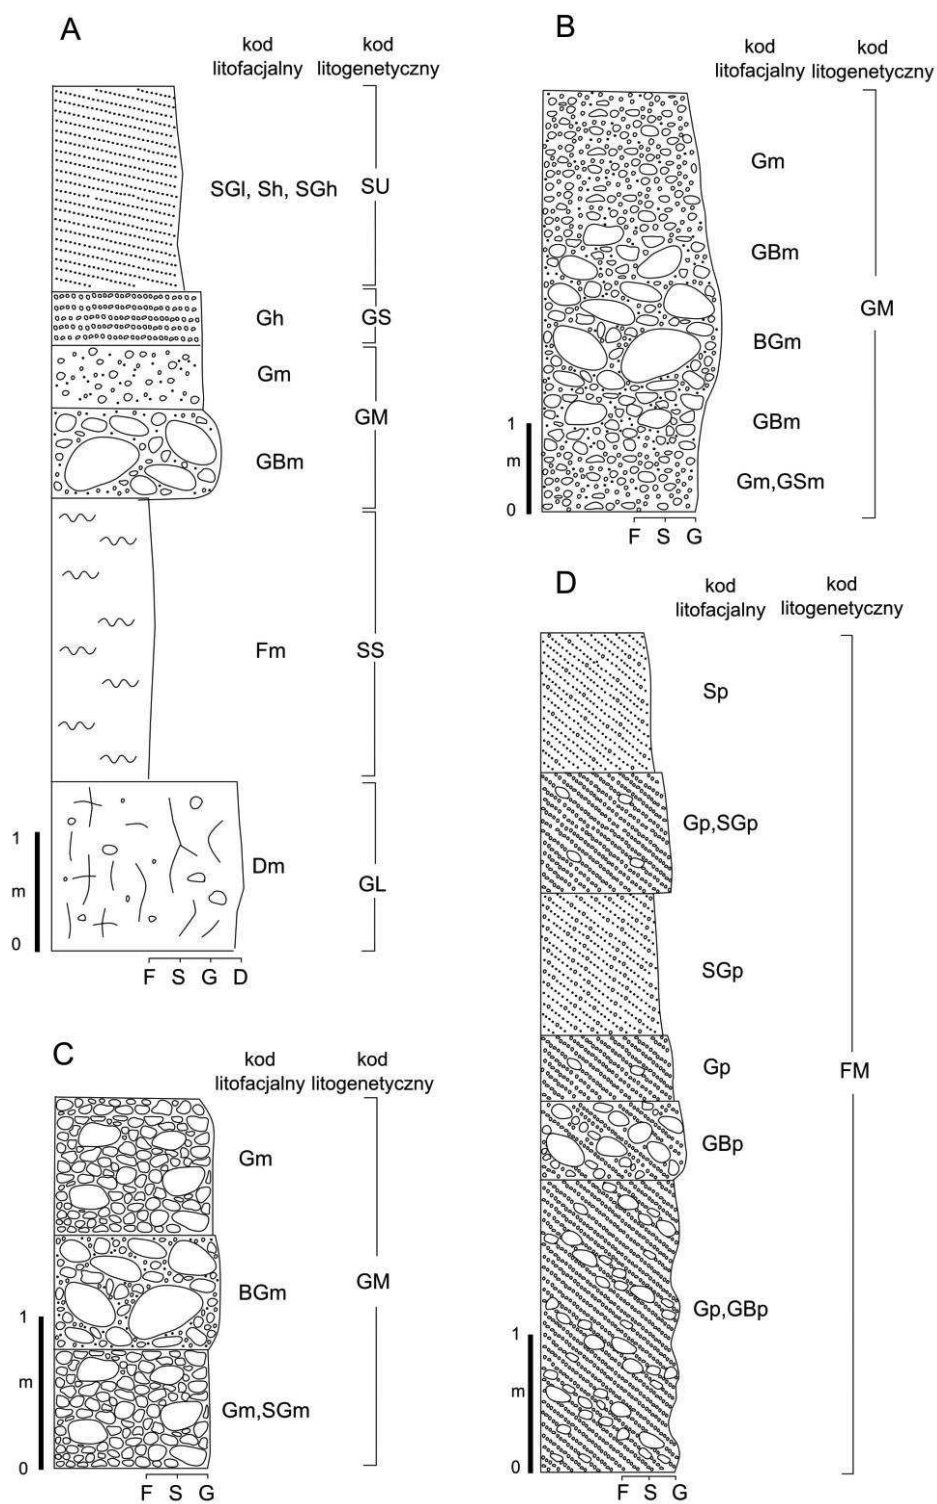 A
kod
litofacjalny
kod
litogenetyczny
SGl, Sh, SGh
SU
Gh
GS
Gm
GM
GBm
Fm
SS
Dm
GL
1
m
0
F S G D
B
kod
litofacjalny
kod
litogenetyczny
Gm
GBm
GM
BGm
GBm
Gm,GSm
1
m
0
F S G
C
kod
litofacjalny
kod
litogenetyczny
Gm
BGm
GM
Gm,SGm
1
m
0
F S G
D
kod
litofacjalny
kod
litogenetyczny
Sp
Gp,SGp
SGp
Gp
FM
GBp
Gp,GBp
1
m
0
F S G